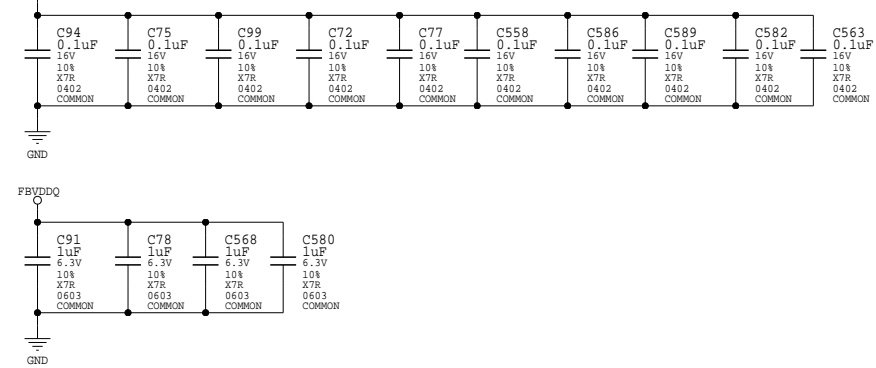 C94
0.1uF
16V
10%
X7R
0402
COMMON
C75
0.1uF
16V
10%
X7R
0402
COMMON
C99
0.1uF
16V
10%
X7R
0402
COMMON
C72
0.1uF
16V
10%
X7R
0402
COMMON
C77
0.1uF
16V
10%
X7R
0402
COMMON
C558
0.1uF
16V
10%
X7R
0402
COMMON
C586
0.1uF
16V
10%
X7R
0402
COMMON
C589
0.1uF
16V
10%
X7R
0402
COMMON
C582
0.1uF
16V
10%
X7R
0402
COMMON
C563
0.1uF
16V
10%
X7R
0402
COMMON
GND
FBVDDQ
C91
1uF
6.3V
10%
X7R
0603
COMMON
C78
1uF
6.3V
10%
X7R
0603
COMMON
C568
1uF
6.3V
10%
X7R
0603
COMMON
C580
1uF
6.3V
10%
X7R
0603
COMMON
GND